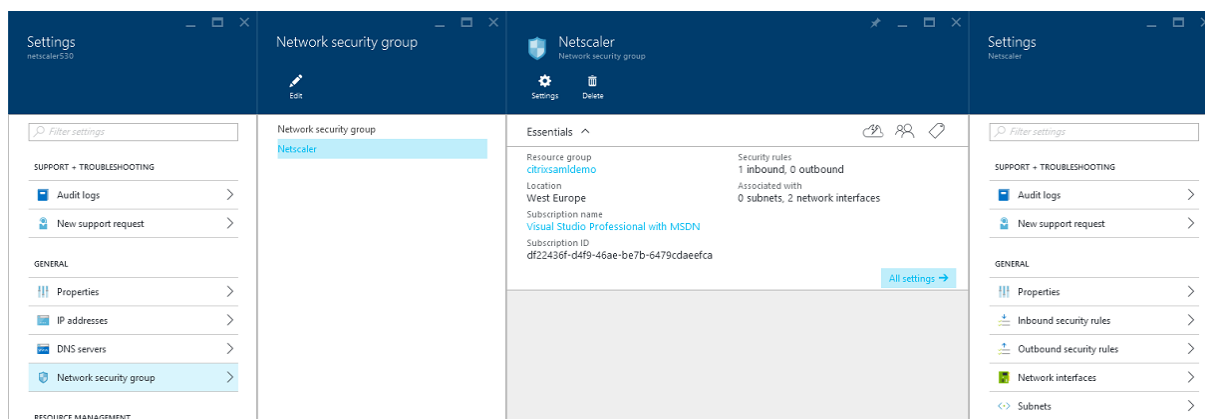 Settings
netscaler530
Filter settings
SUPPORT + TROUBLESHOOTING
Audit logs
New support request
GENERAL
Properties
IP addresses
DNS servers
Network security group
RESOURCE MANAGEMENT
Network security group
Edit
Network security group
Netscaler
Netscaler
Network security group
Settings
Delete
Essentials
Resource group
citrixsamldemo
Location
West Europe
Subscription name
Visual Studio Professional with MSDN
Subscription ID
df22436f-d4f9-46ae-be7b-6479cdaeefca
Security rules
1 inbound, 0 outbound
Associated with
0 subnets, 2 network interfaces
All settings
Settings
Netscaler
Filter settings
SUPPORT + TROUBLESHOOTING
Audit logs
New support request
GENERAL
Properties
Inbound security rules
Outbound security rules
Network interfaces
Subnets